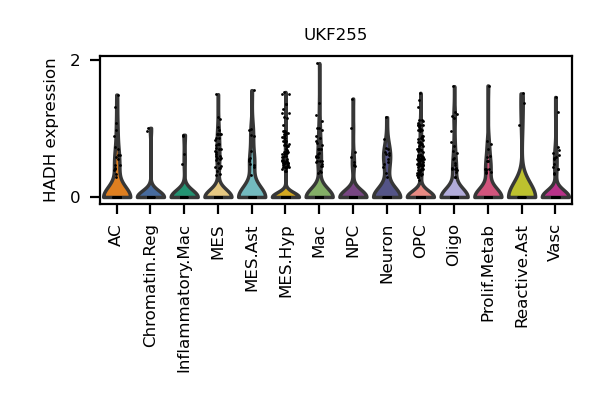 UKF255
HADH expression
2
0
AC
Chromatin.Reg
Inflammatory.Mac
MES
MES.Ast
MES.Hyp
Mac
NPC
Neuron
OPC
Oligo
Prolif.Metab
Reactive.Ast
Vasc